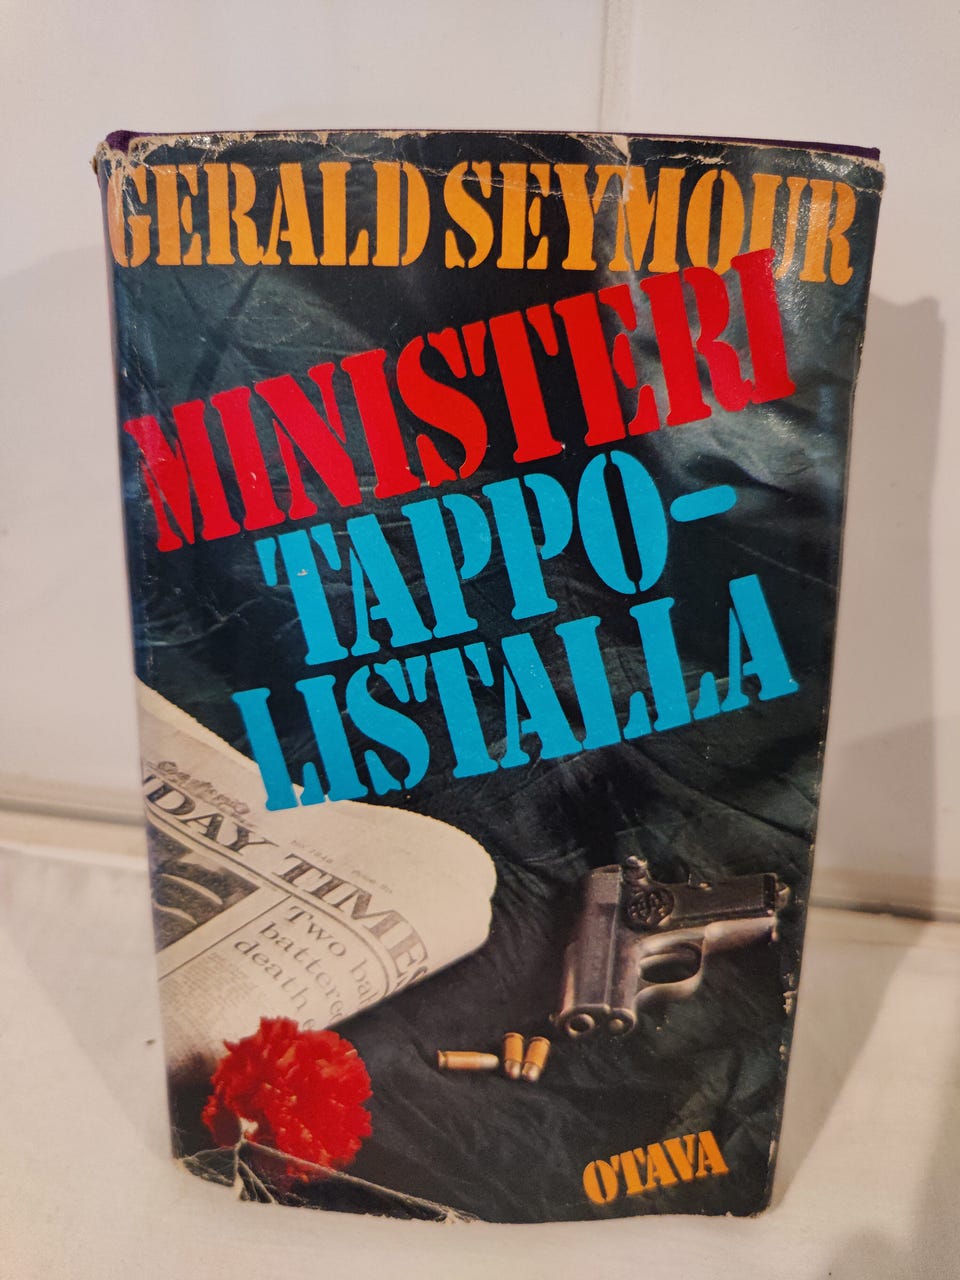 GERALD SEYMOUR
MINISTERI
TAPPO-
LISTALLA
DAY TIMES
Two
battere
death
OTAVA